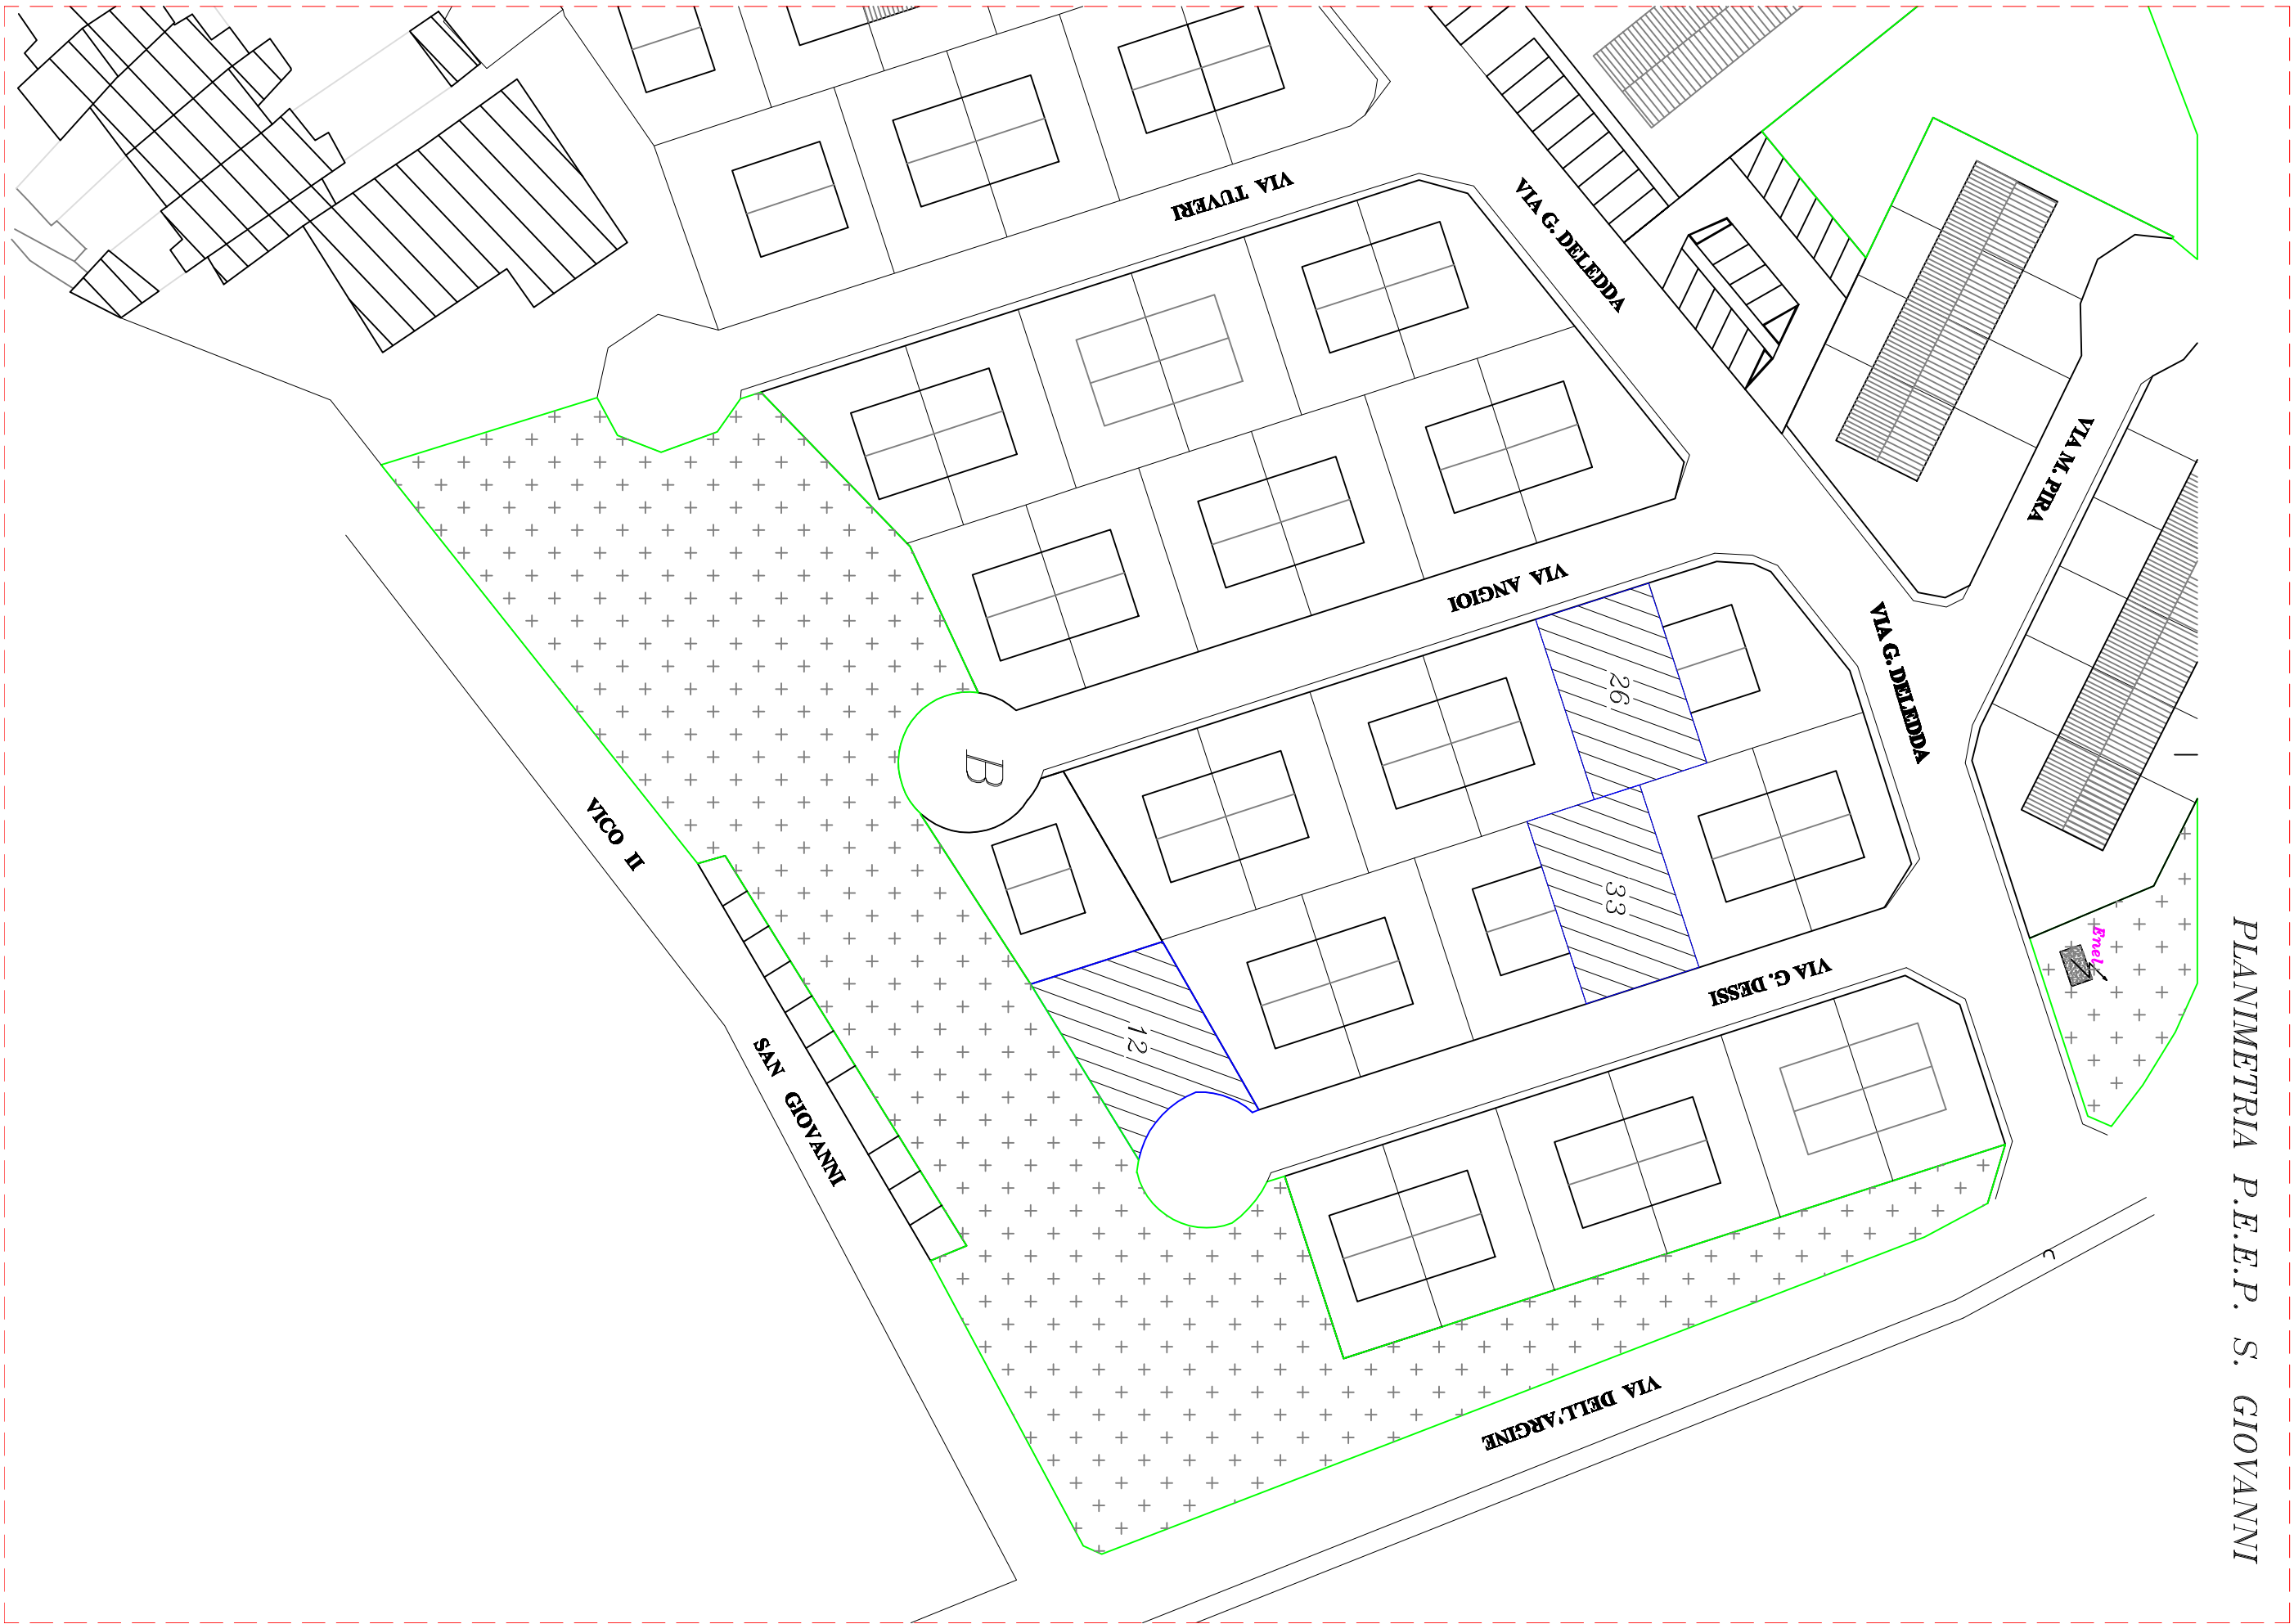 VIA TUVERI
VIA G. DELEDDA
VIA M. PIRA
VIA ANGIOI
VIA G. DELEDDA
26
B
VICO II
33
Enel
VIA G. DESSI
12
SAN GIOVANNI
C
VIA DELL'ARGINE
PLANIMETRIA P.E.E.P. S. GIOVANNI